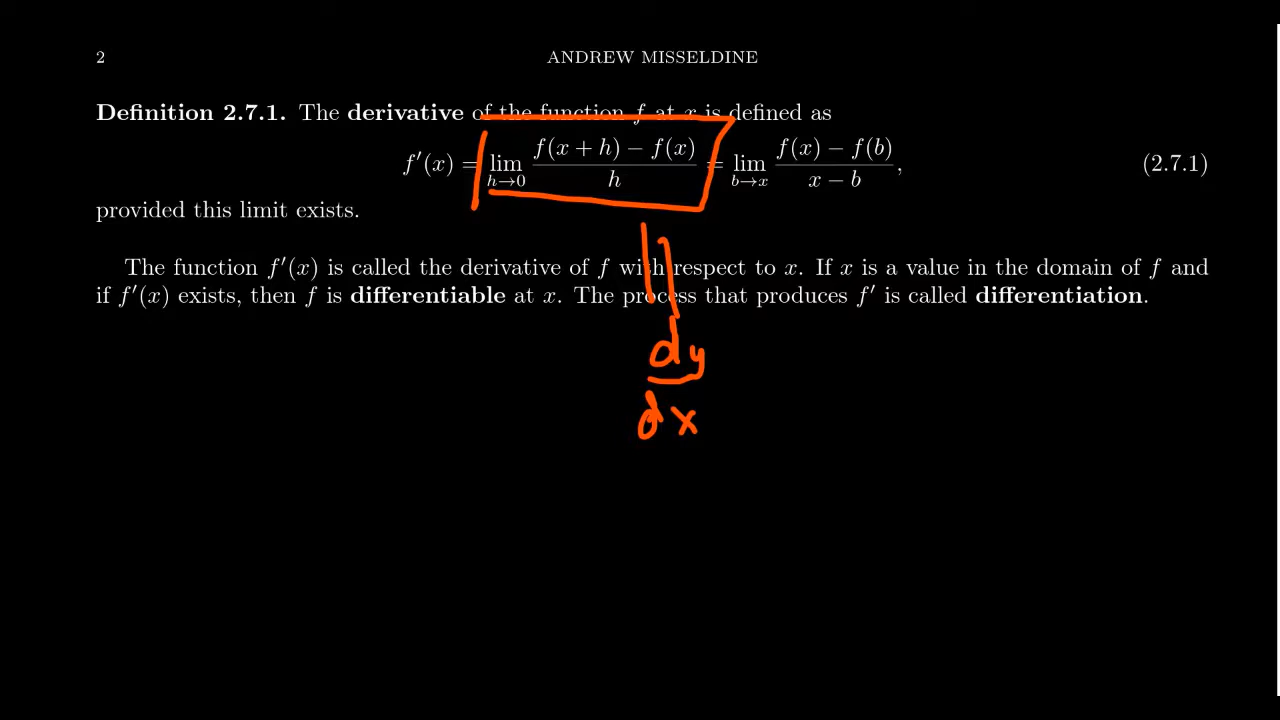 2 ANDREW MISSELDINE
Definition 2.7.1. The derivative of the function f at x is defined as
f′(x) = lim_{h→0} \frac{f(x + h) − f(x)}{h} = lim_{b→x} \frac{f(x) − f(b)}{x − b}, (2.7.1)
provided this limit exists.
The function f′(x) is called the derivative of f with respect to x. If x is a value in the domain of f and
if f′(x) exists, then f is differentiable at x. The process that produces f′ is called differentiation.
dy
dx